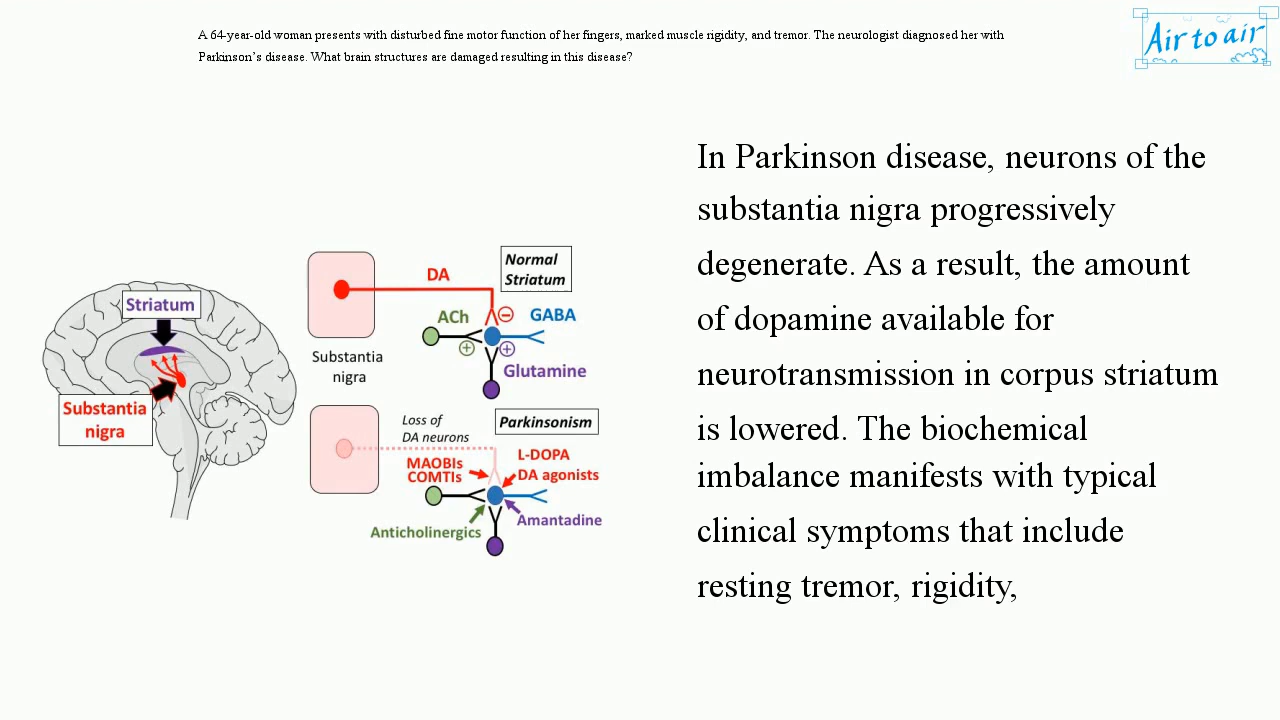 A 64-year-old woman presents with disturbed fine motor function of her fingers, marked muscle rigidity, and tremor. The neurologist diagnosed her with
Parkinson's disease. What brain structures are damaged resulting in this disease?
Air to air
In Parkinson disease, neurons of the
substantia nigra progressively
degenerate. As a result, the amount
of dopamine available for
neurotransmission in corpus striatum
is lowered. The biochemical
imbalance manifests with typical
clinical symptoms that include
resting tremor, rigidity,
Striatum
Substantia
nigra
DA
Normal
Striatum
ACh
GABA
Substantia
nigra
Glutamine
Loss of
DA neurons
Parkinsonism
MAOBIs
COMTIs
L-DOPA
DA agonists
Anticholinergics
Amantadine